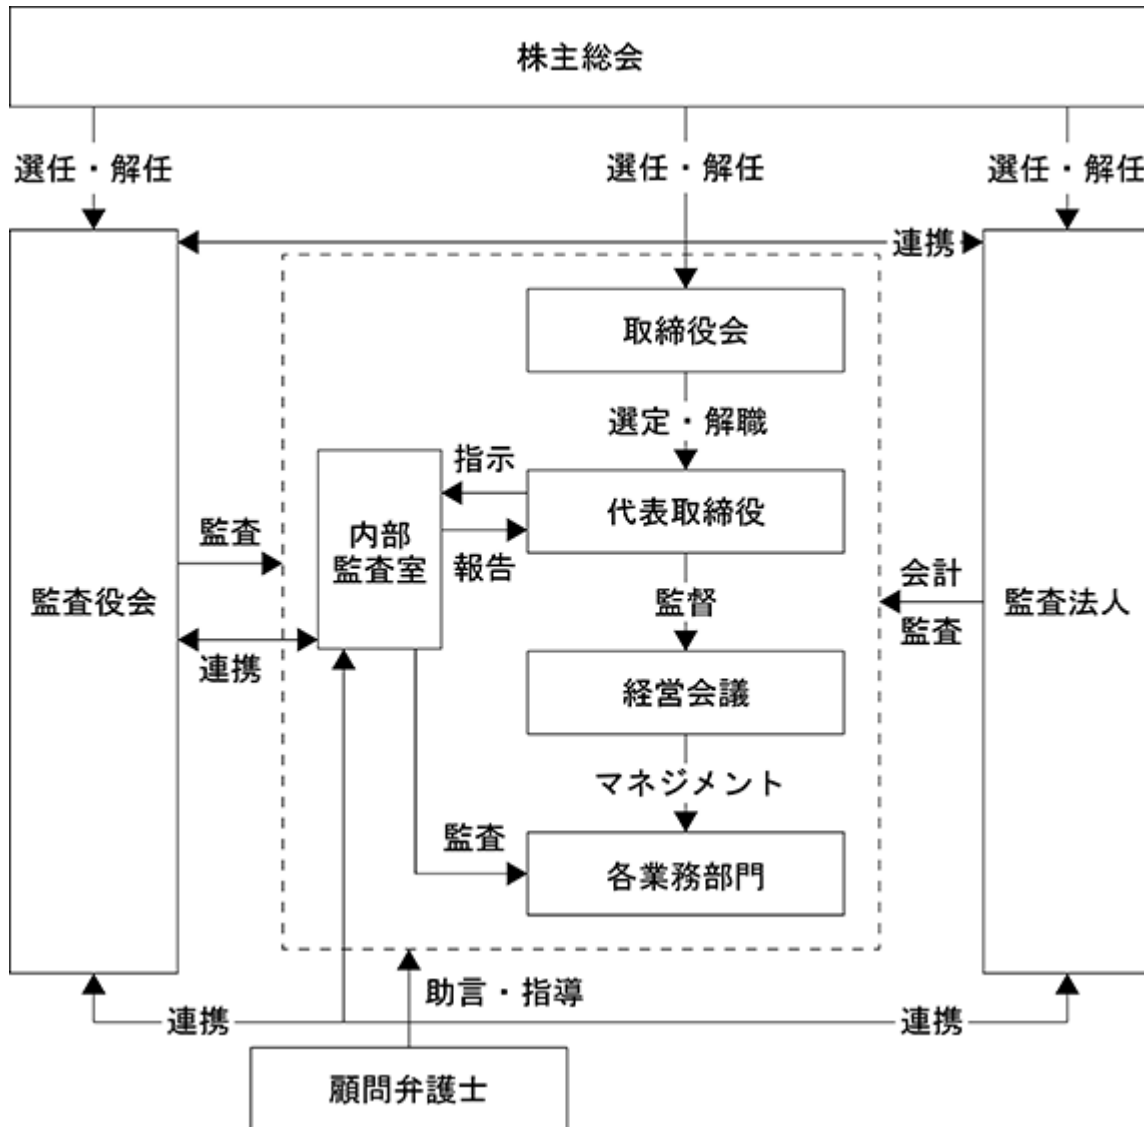 株主総会
選任・解任
選任・解任
選任・解任
連携
取締役会
選定・解職
指示
代表取締役
内部
監査室
監査
報告
監督
会計
監査
監査役会
監査法人
連携
経営会議
マネジメント
監査
各業務部門
助言・指導
連携
連携
顧問弁護士